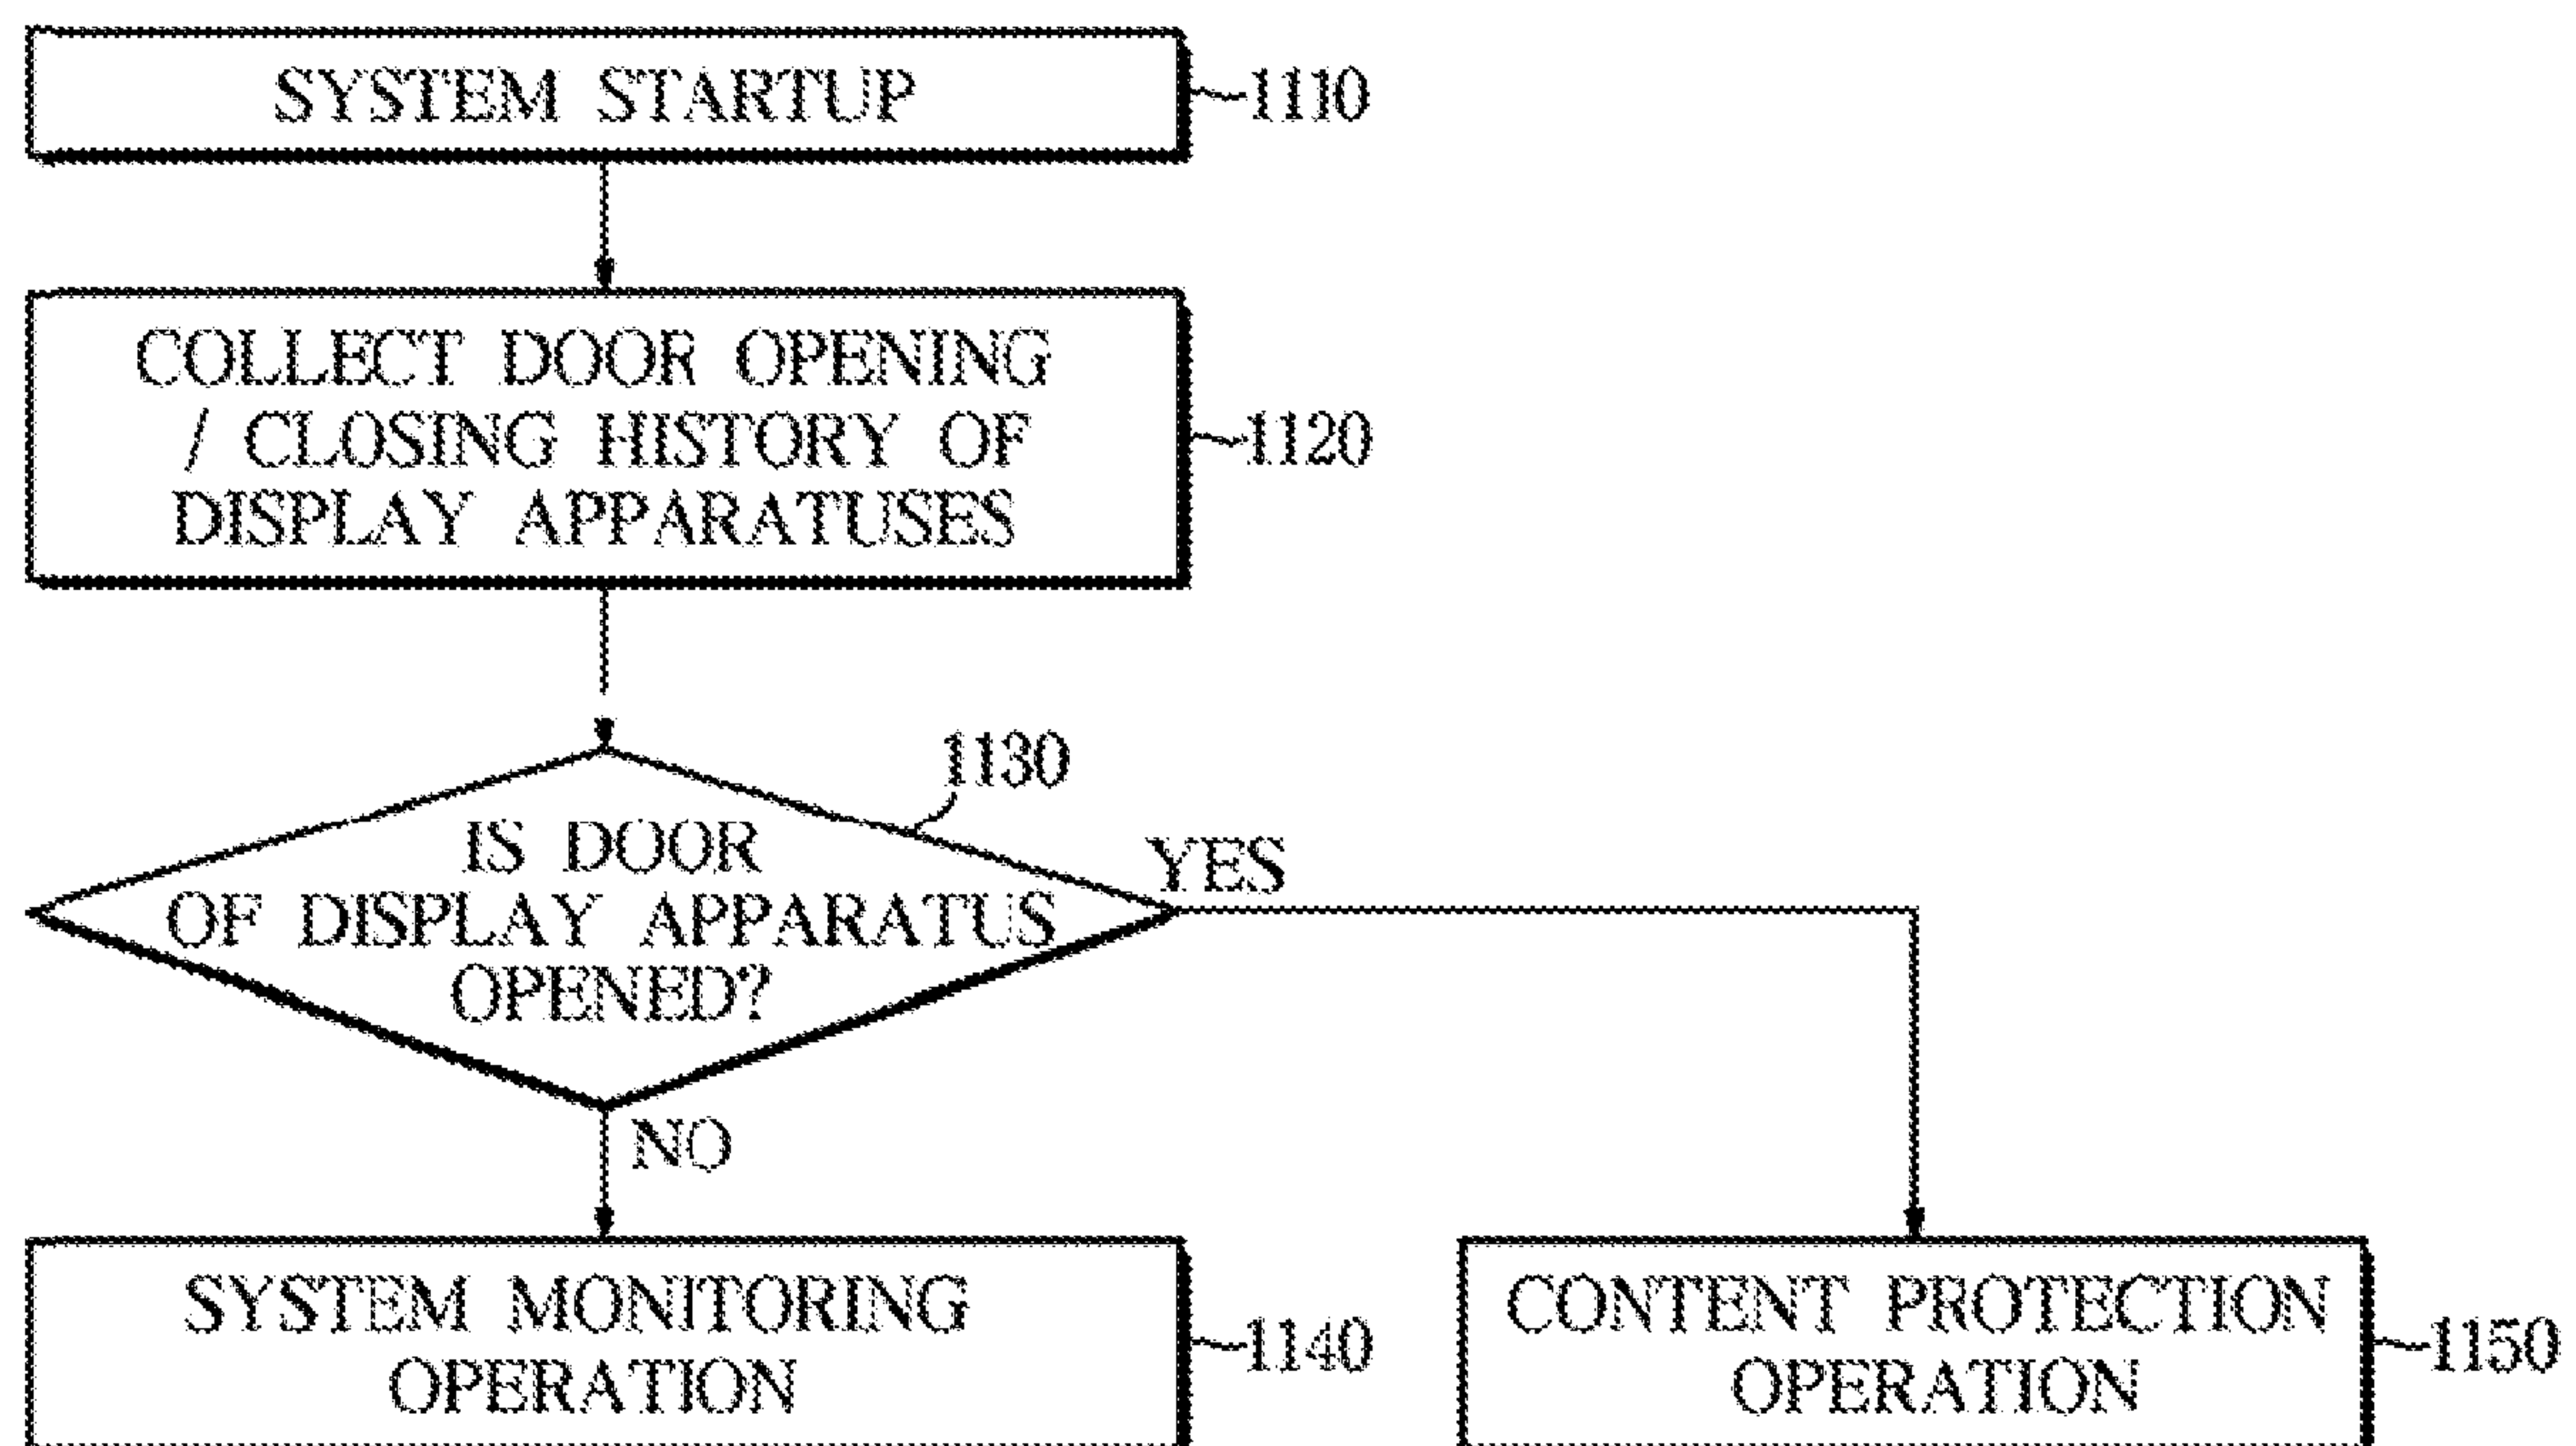 SYSTEM STARTUP
1110
COLLECT DOOR OPENING
/ CLOSING HISTORY OF
DISPLAY APPARATUSES
1120
1130
IS DOOR
OF DISPLAY APPARATUS
OPENED?
YES
NO
SYSTEM MONITORING
OPERATION
1140
CONTENT PROTECTION
OPERATION
1150